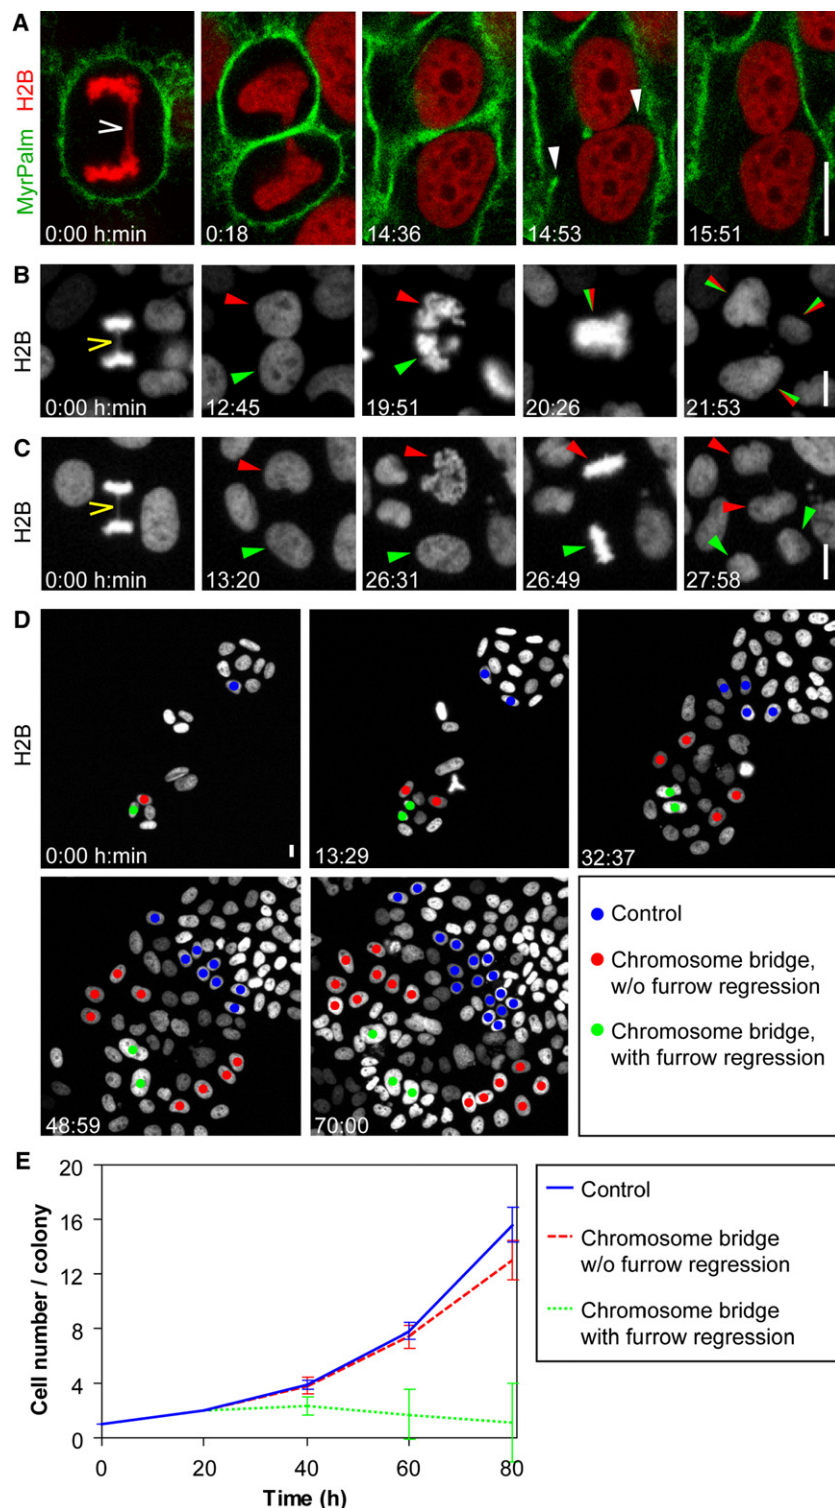 A
MyrPalm H2B
0:00 h:min
0:18
14:36
14:53
15:51
B
H2B
0:00 h:min
12:45
19:51
20:26
21:53
C
H2B
0:00 h:min
13:20
26:31
26:49
27:58
D
H2B
0:00 h:min
13:29
32:37
48:59
70:00
Control
Chromosome bridge,
w/o furrow regression
Chromosome bridge,
with furrow regression
E
Cell number / colony
20
16
12
8
4
0
0
20
40
60
80
Time (h)
Control
Chromosome bridge
w/o furrow regression
Chromosome bridge
with furrow regression